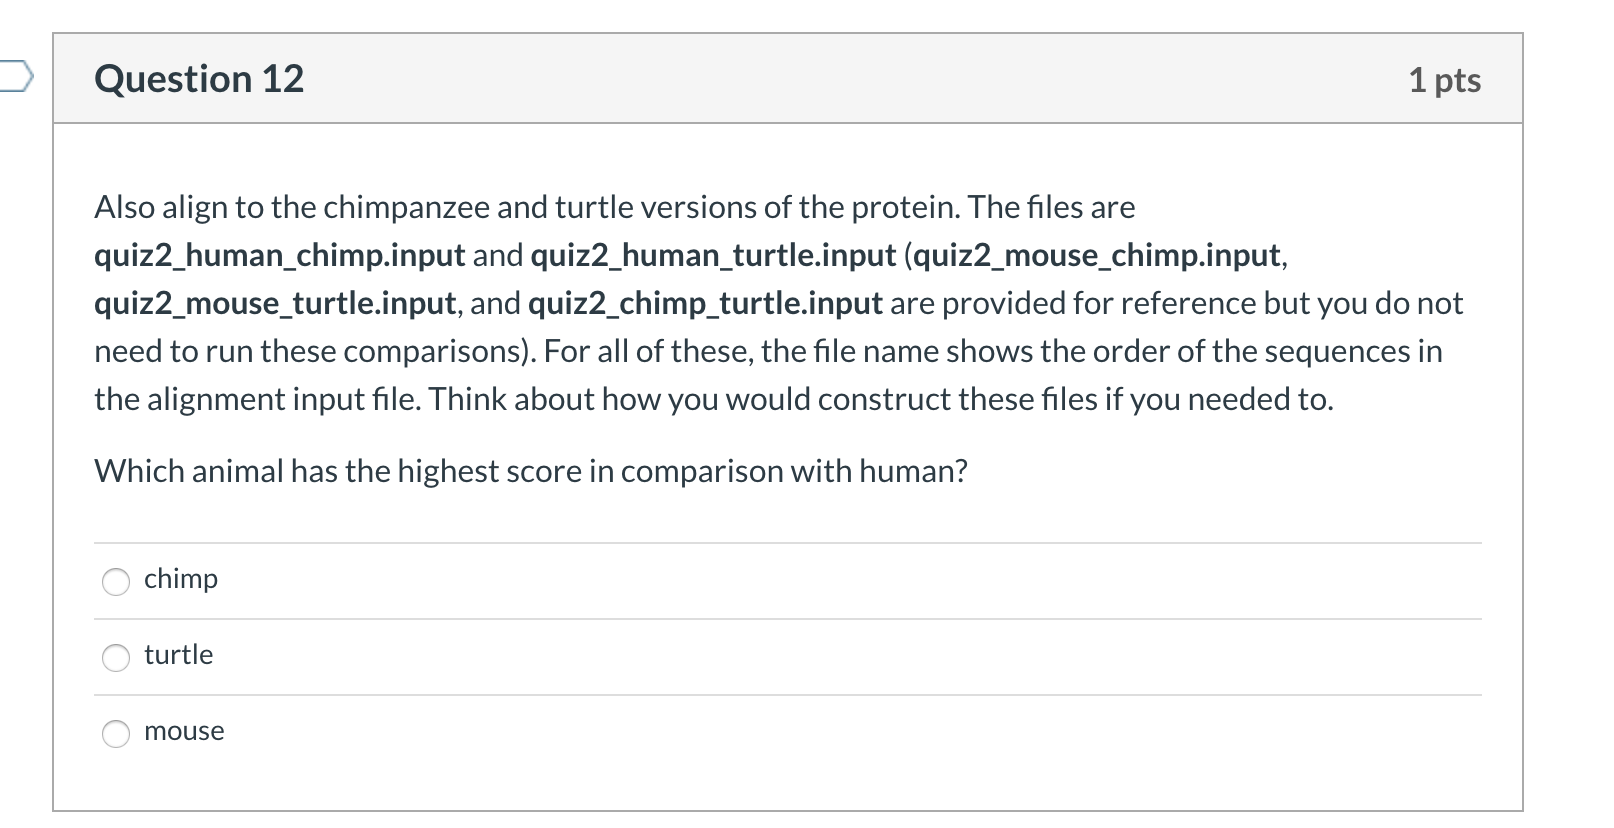 Question 12
1 pts
Also align to the chimpanzee and turtle versions of the protein. The files are
quiz2_human_chimp.input and quiz2_human_turtle.input (quiz2_mouse_chimp.input,
quiz2_mouse_turtle.input, and quiz2_chimp_turtle.input are provided for reference but you do not
need to run these comparisons). For all of these, the file name shows the order of the sequences in
the alignment input file. Think about how you would construct these files if you needed to.
Which animal has the highest score in comparison with human?
chimp
turtle
mouse